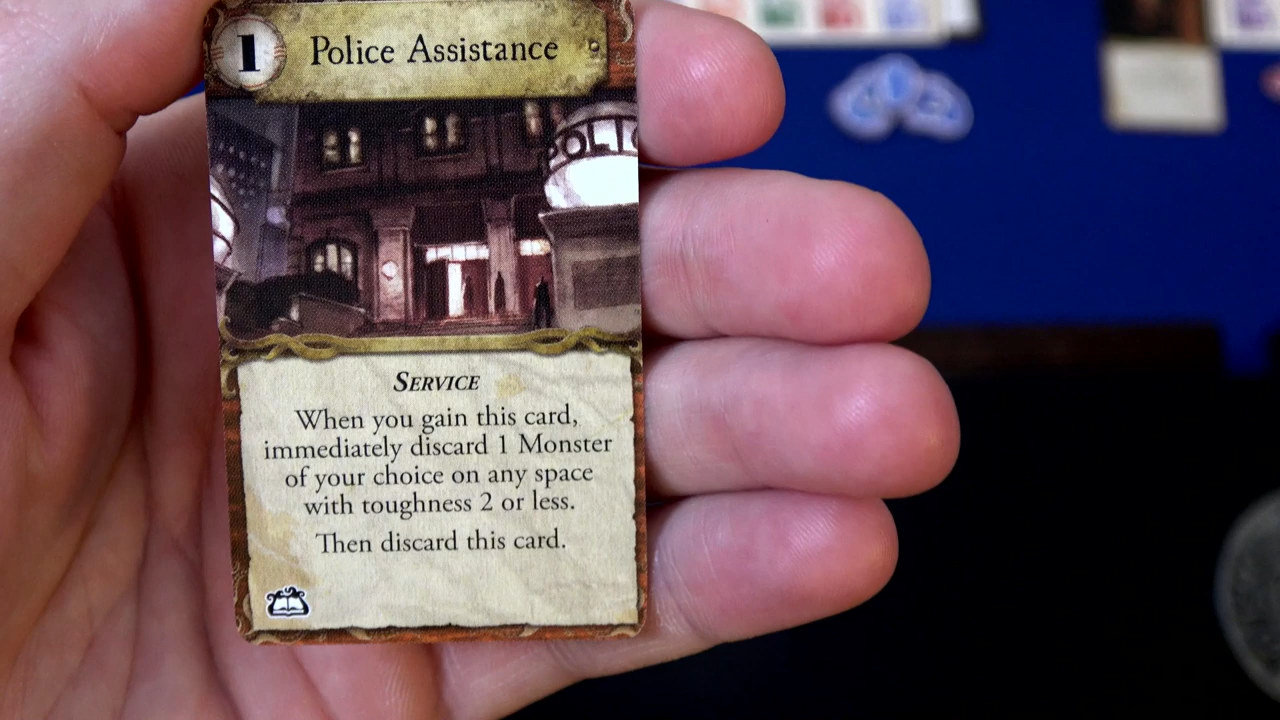 1
Police Assistance
POLIC
SERVICE
When you gain this card,
immediately discard 1 Monster
of your choice on any space
with toughness 2 or less.
Then discard this card.